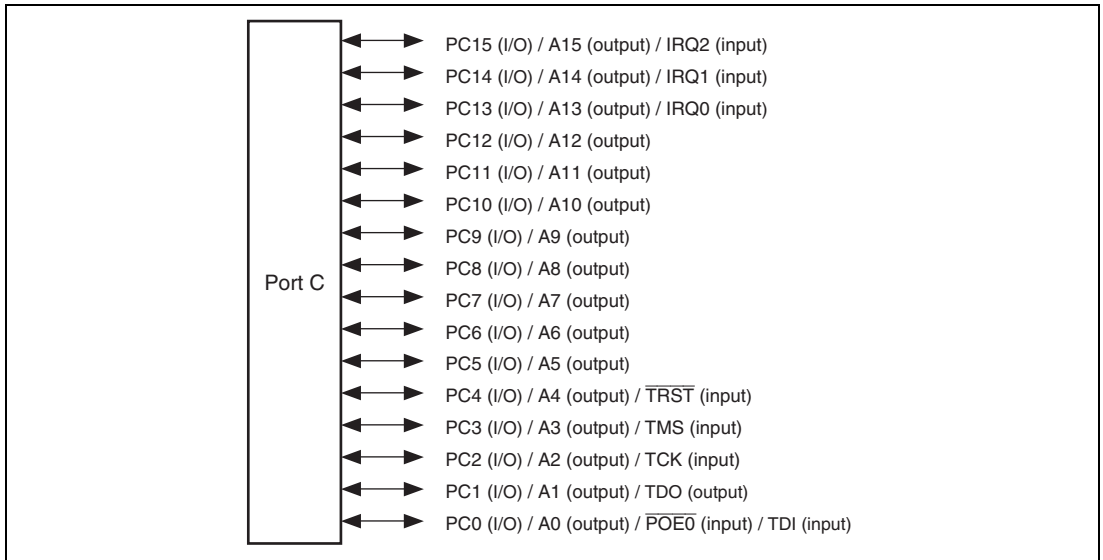 Port C
PC15 (I/O) / A15 (output) / IRQ2 (input)
PC14 (I/O) / A14 (output) / IRQ1 (input)
PC13 (I/O) / A13 (output) / IRQ0 (input)
PC12 (I/O) / A12 (output)
PC11 (I/O) / A11 (output)
PC10 (I/O) / A10 (output)
PC9 (I/O) / A9 (output)
PC8 (I/O) / A8 (output)
PC7 (I/O) / A7 (output)
PC6 (I/O) / A6 (output)
PC5 (I/O) / A5 (output)
PC4 (I/O) / A4 (output) / T̅R̅S̅T̅ (input)
PC3 (I/O) / A3 (output) / TMS (input)
PC2 (I/O) / A2 (output) / TCK (input)
PC1 (I/O) / A1 (output) / TDO (output)
PC0 (I/O) / A0 (output) / P̅O̅E̅0̅ (input) / TDI (input)